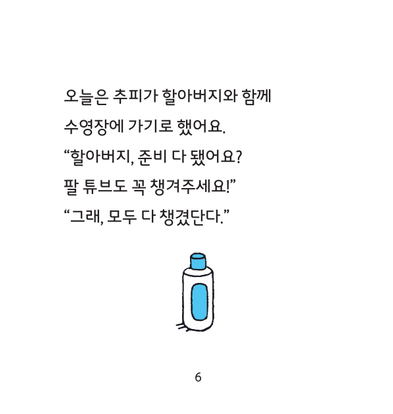 오늘은 추피가 할아버지와 함께
수영장에 가기로 했어요.
“할아버지, 준비 다 됐어요?
팔 튜브도 꼭 챙겨주세요!”
“그래, 모두 다 챙겼단다.”
6